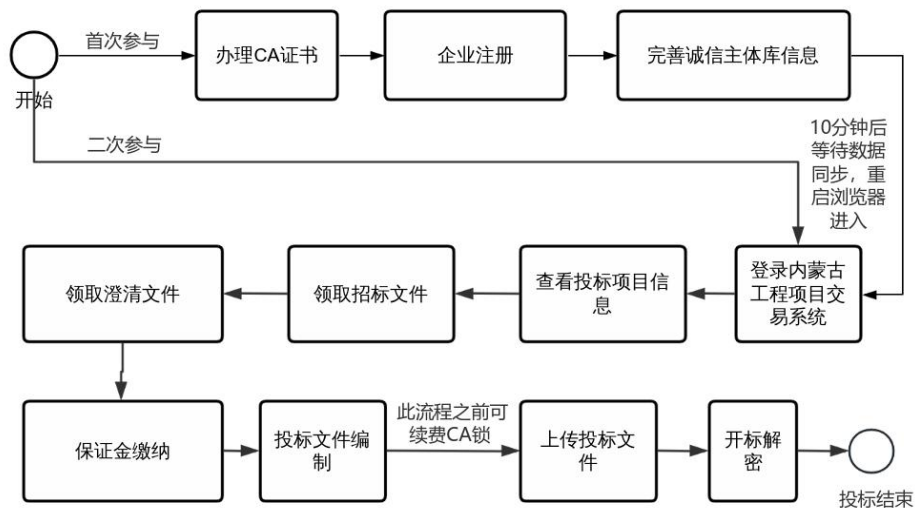 首次参与
办理CA证书
企业注册
完善诚信主体库信息
开始
二次参与
10分钟后
等待数据
同步，重
启浏览器
进入
领取澄清文件
领取招标文件
查看投标项目信
息
登录内蒙古
工程项目交
易系统
保证金缴纳
投标文件编
制
此流程之前可
续费CA锁
上传投标文
件
开标解
密
投标结束